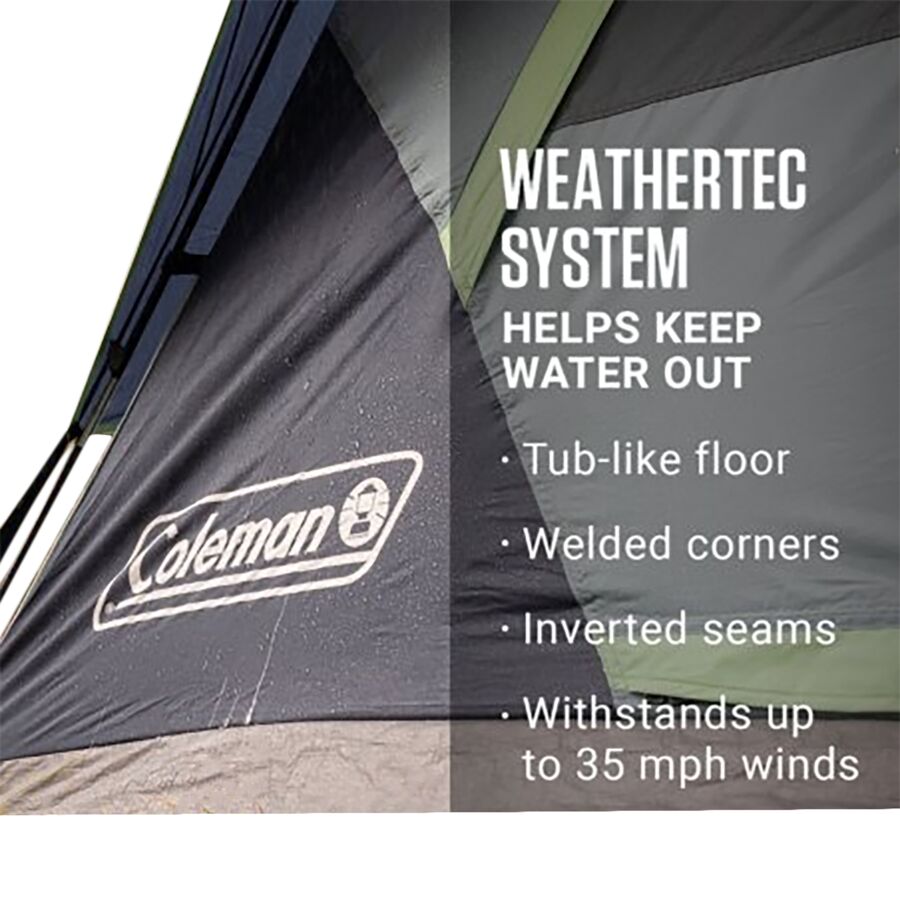 Coleman
WEATHERTEC
SYSTEM
HELPS KEEP
WATER OUT
· Tub-like floor
· Welded corners
· Inverted seams
· Withstands up
to 35 mph winds